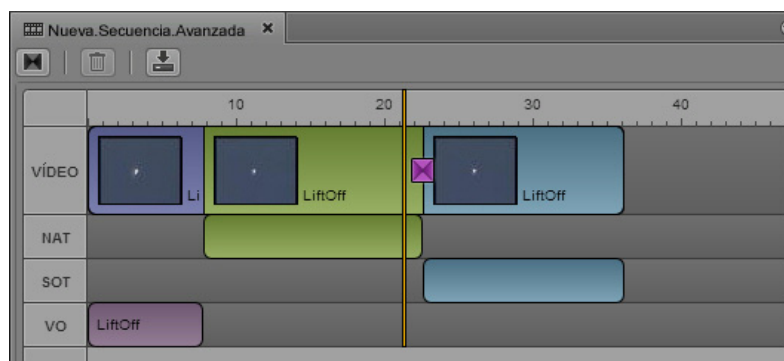 Nueva.Secuencia.Avanzada
10 20 30 40
VÍDEO Li LiftOff LiftOff
NAT
SOT
VO LiftOff